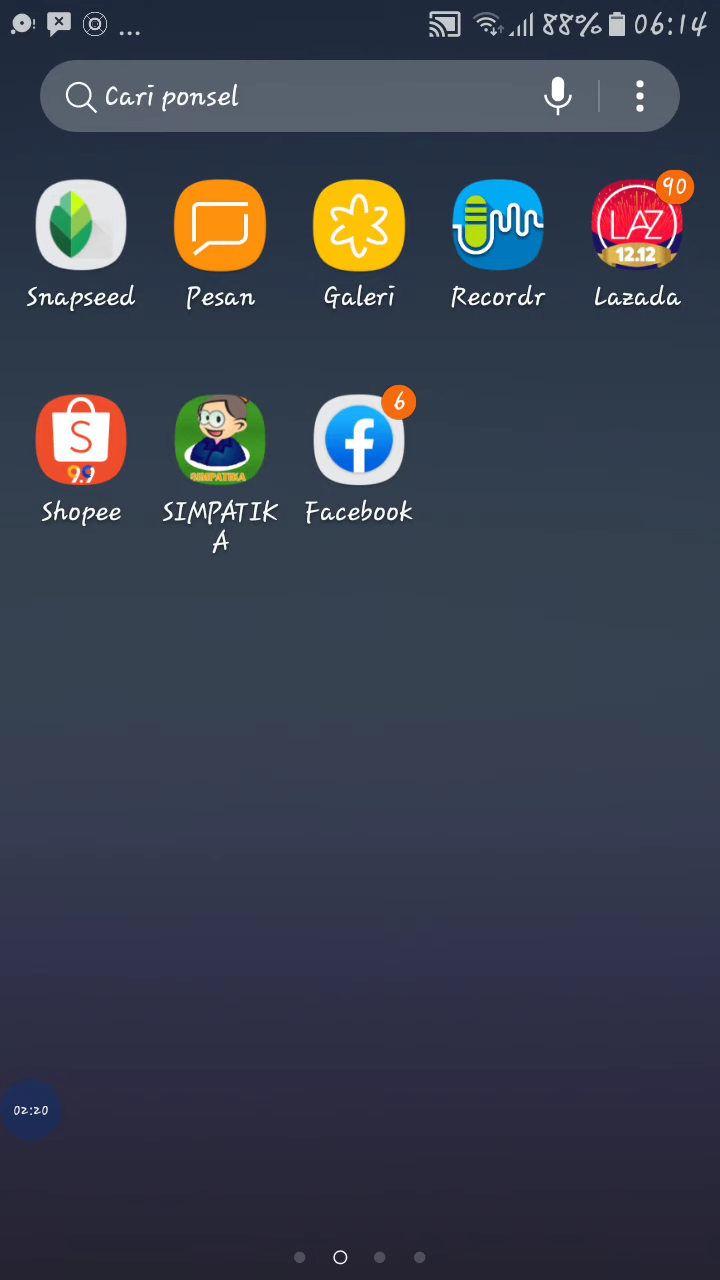 ... 88% 06:14
Cari ponsel
90
LAZ
12.12
Snapseed Pesan Galeri Recordr Lazada
6
S
9.9
SIMPATIKA
Shopee SIMPATIK Facebook
A
02:20